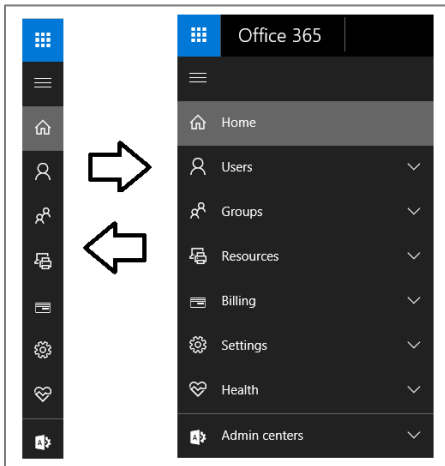 Office 365
Home
Users
Groups
Resources
Billing
Settings
Health
Admin centers